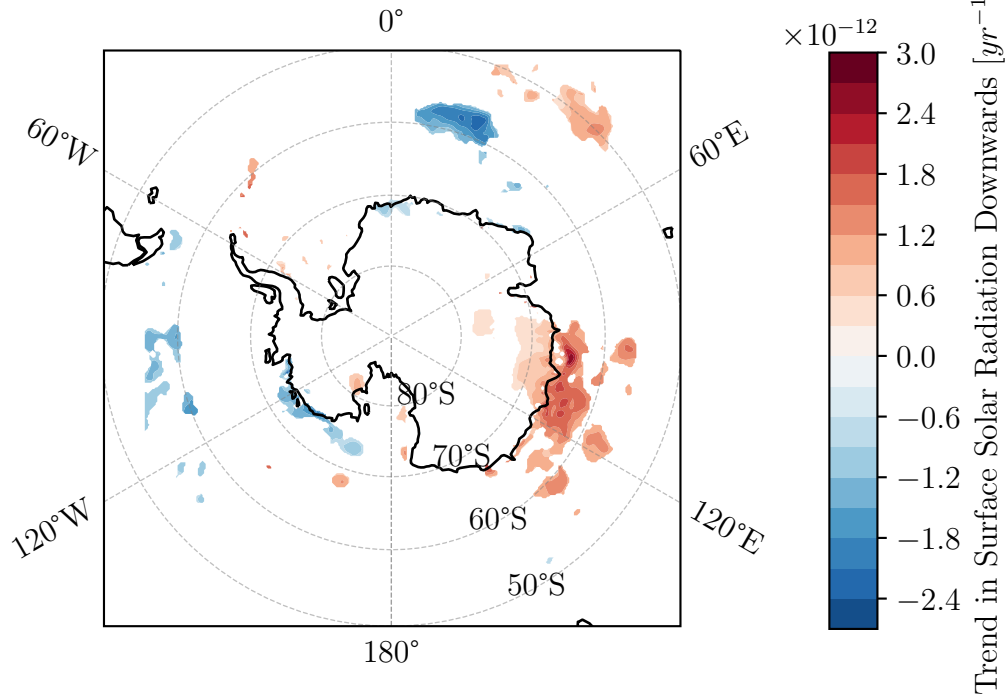 0°
×10⁻¹²
60°W
60°E
80°S
70°S
60°S
50°S
120°W
120°E
180°
3.0
2.4
1.8
1.2
0.6
0.0
−0.6
−1.2
−1.8
−2.4
Trend in Surface Solar Radiation Downwards [yr⁻¹